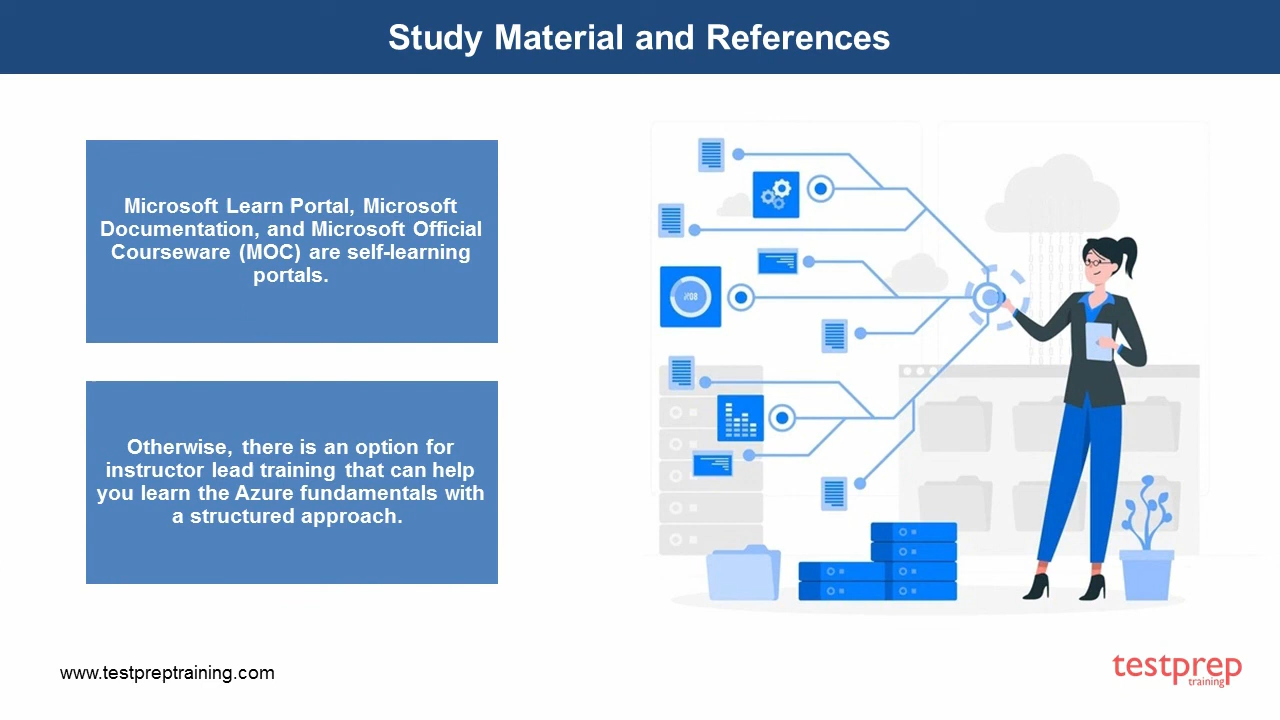 Study Material and References
Microsoft Learn Portal, Microsoft
Documentation, and Microsoft Official
Courseware (MOC) are self-learning
portals.
Otherwise, there is an option for
instructor lead training that can help
you learn the Azure fundamentals with
a structured approach.
www.testpreptraining.com
testprep
training